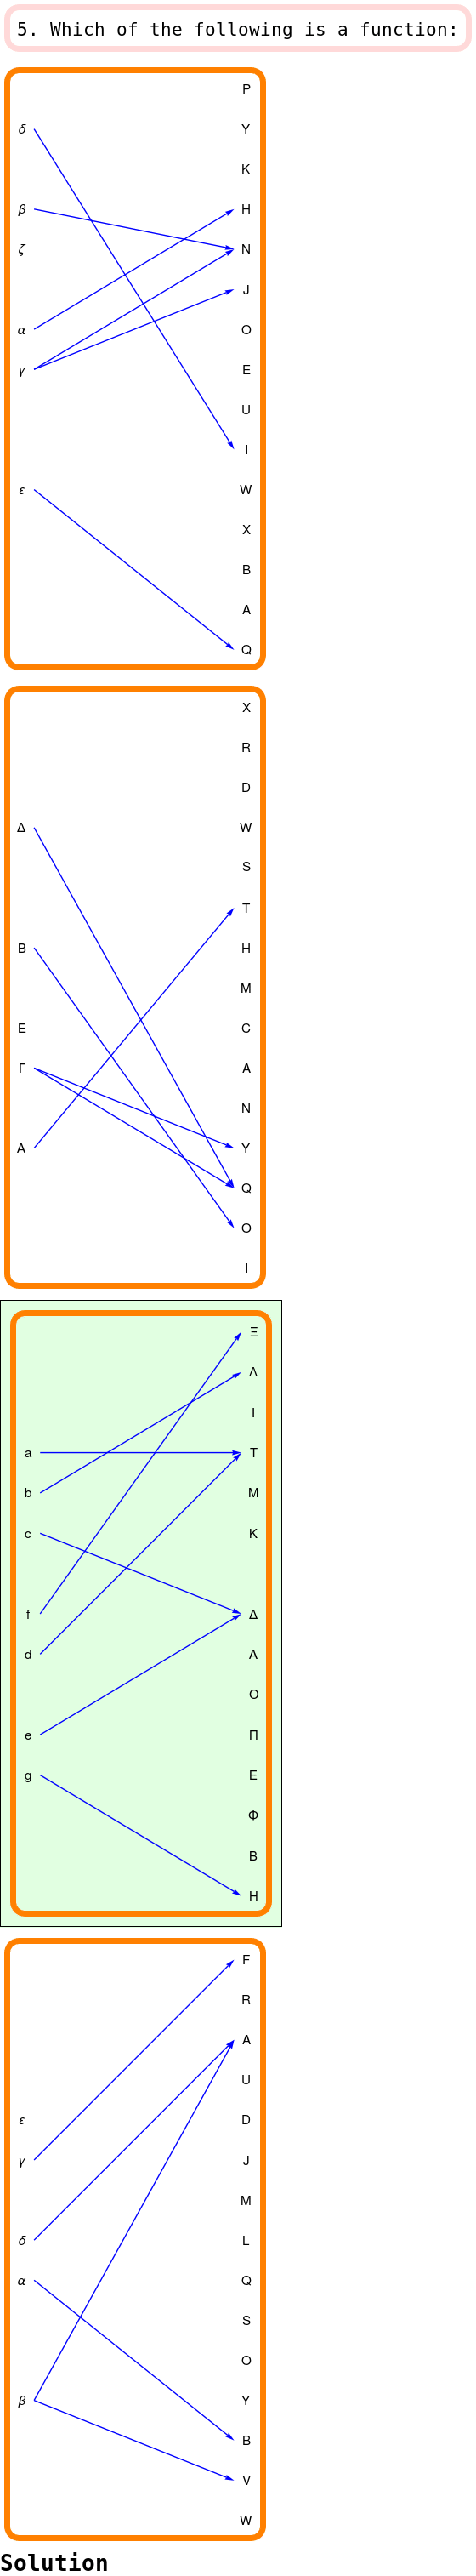 5. Which of the following is a function:
P
δ Y
K
β H
ζ N
J
α O
γ E
U
I
ε W
X
B
A
Q
X
R
D
Δ W
S
T
Β H
M
Ε C
Γ A
N
Α Y
Q
O
I
Ξ
Λ
Ι
a Τ
b Μ
c Κ
f Δ
d Α
Ο
e Π
g Ε
Φ
Β
Η
F
R
A
U
ε D
γ J
M
δ L
α Q
S
O
β Y
B
V
W
Solution